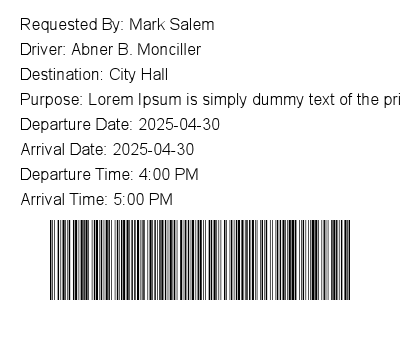 Requested By: Mark Salem
Driver: Abner B. Monciller
Destination: City Hall
Purpose: Lorem Ipsum is simply dummy text of the pri
Departure Date: 2025-04-30
Arrival Date: 2025-04-30
Departure Time: 4:00 PM
Arrival Time: 5:00 PM